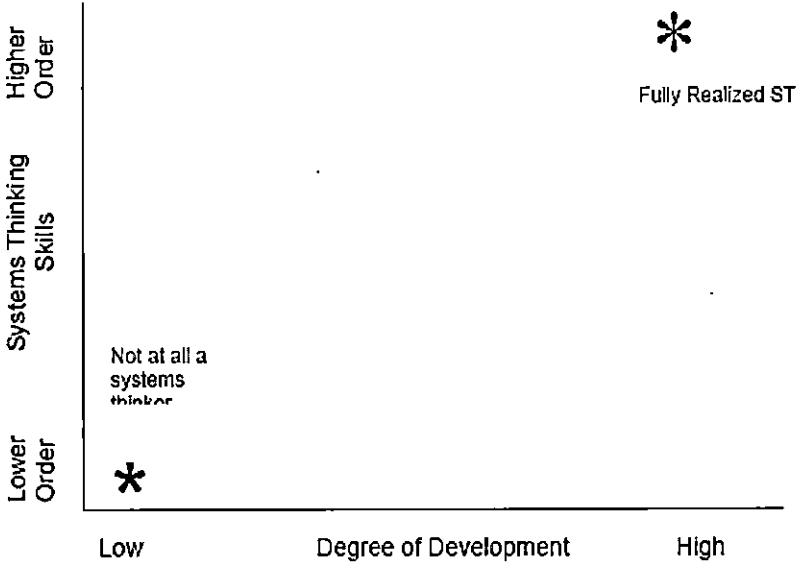 Higher
Order
Fully Realized ST
Systems Thinking
Skills
Not at all a
systems
thinker
Lower
Order
Low Degree of Development High